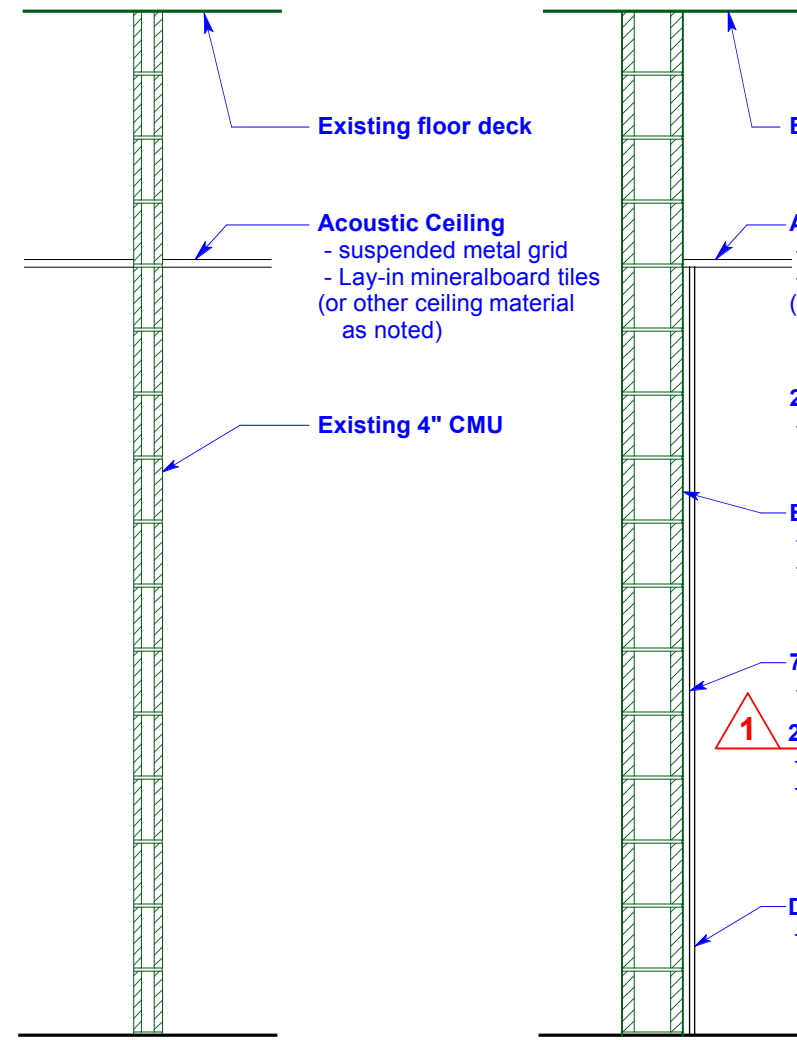 Existing floor deck
Acoustic Ceiling
- suspended metal grid
- Lay-in mineralboard tiles
(or other ceiling material
as noted)
Existing 4" CMU
1